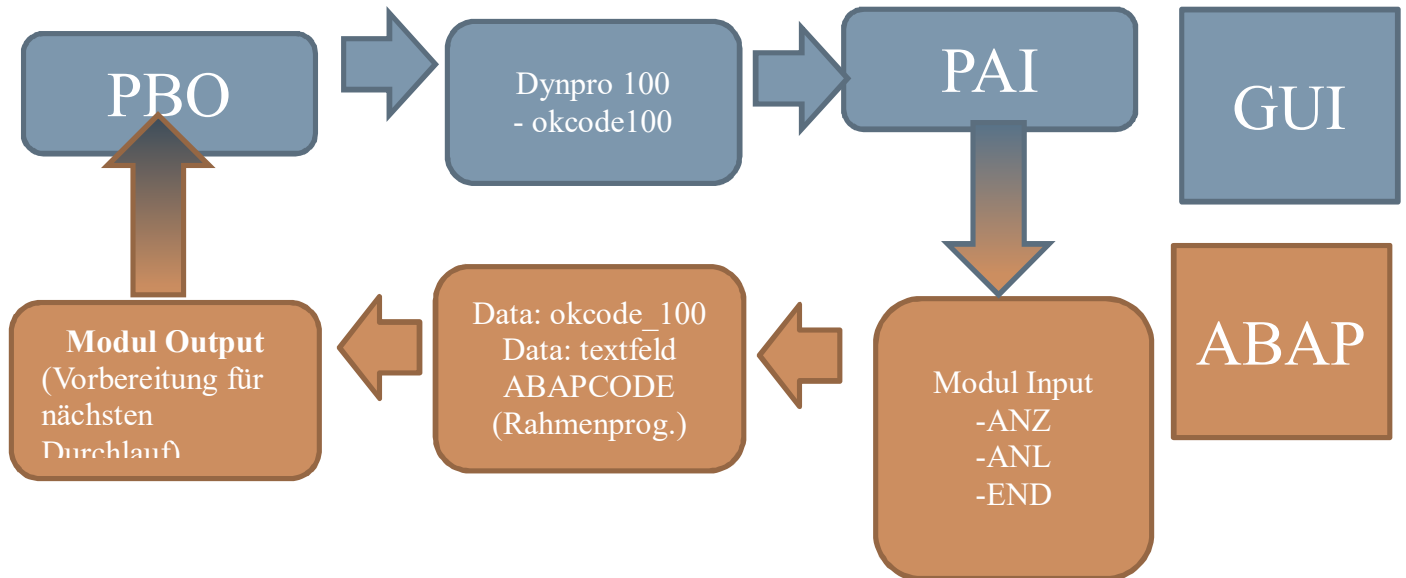 PBO
Dynpro 100
- okcode100
PAI
GUI
Modul Output
(Vorbereitung für
nächsten
Durchlauf)
Data: okcode_100
Data: textfeld
ABAPCODE
(Rahmenprog.)
Modul Input
-ANZ
-ANL
-END
ABAP